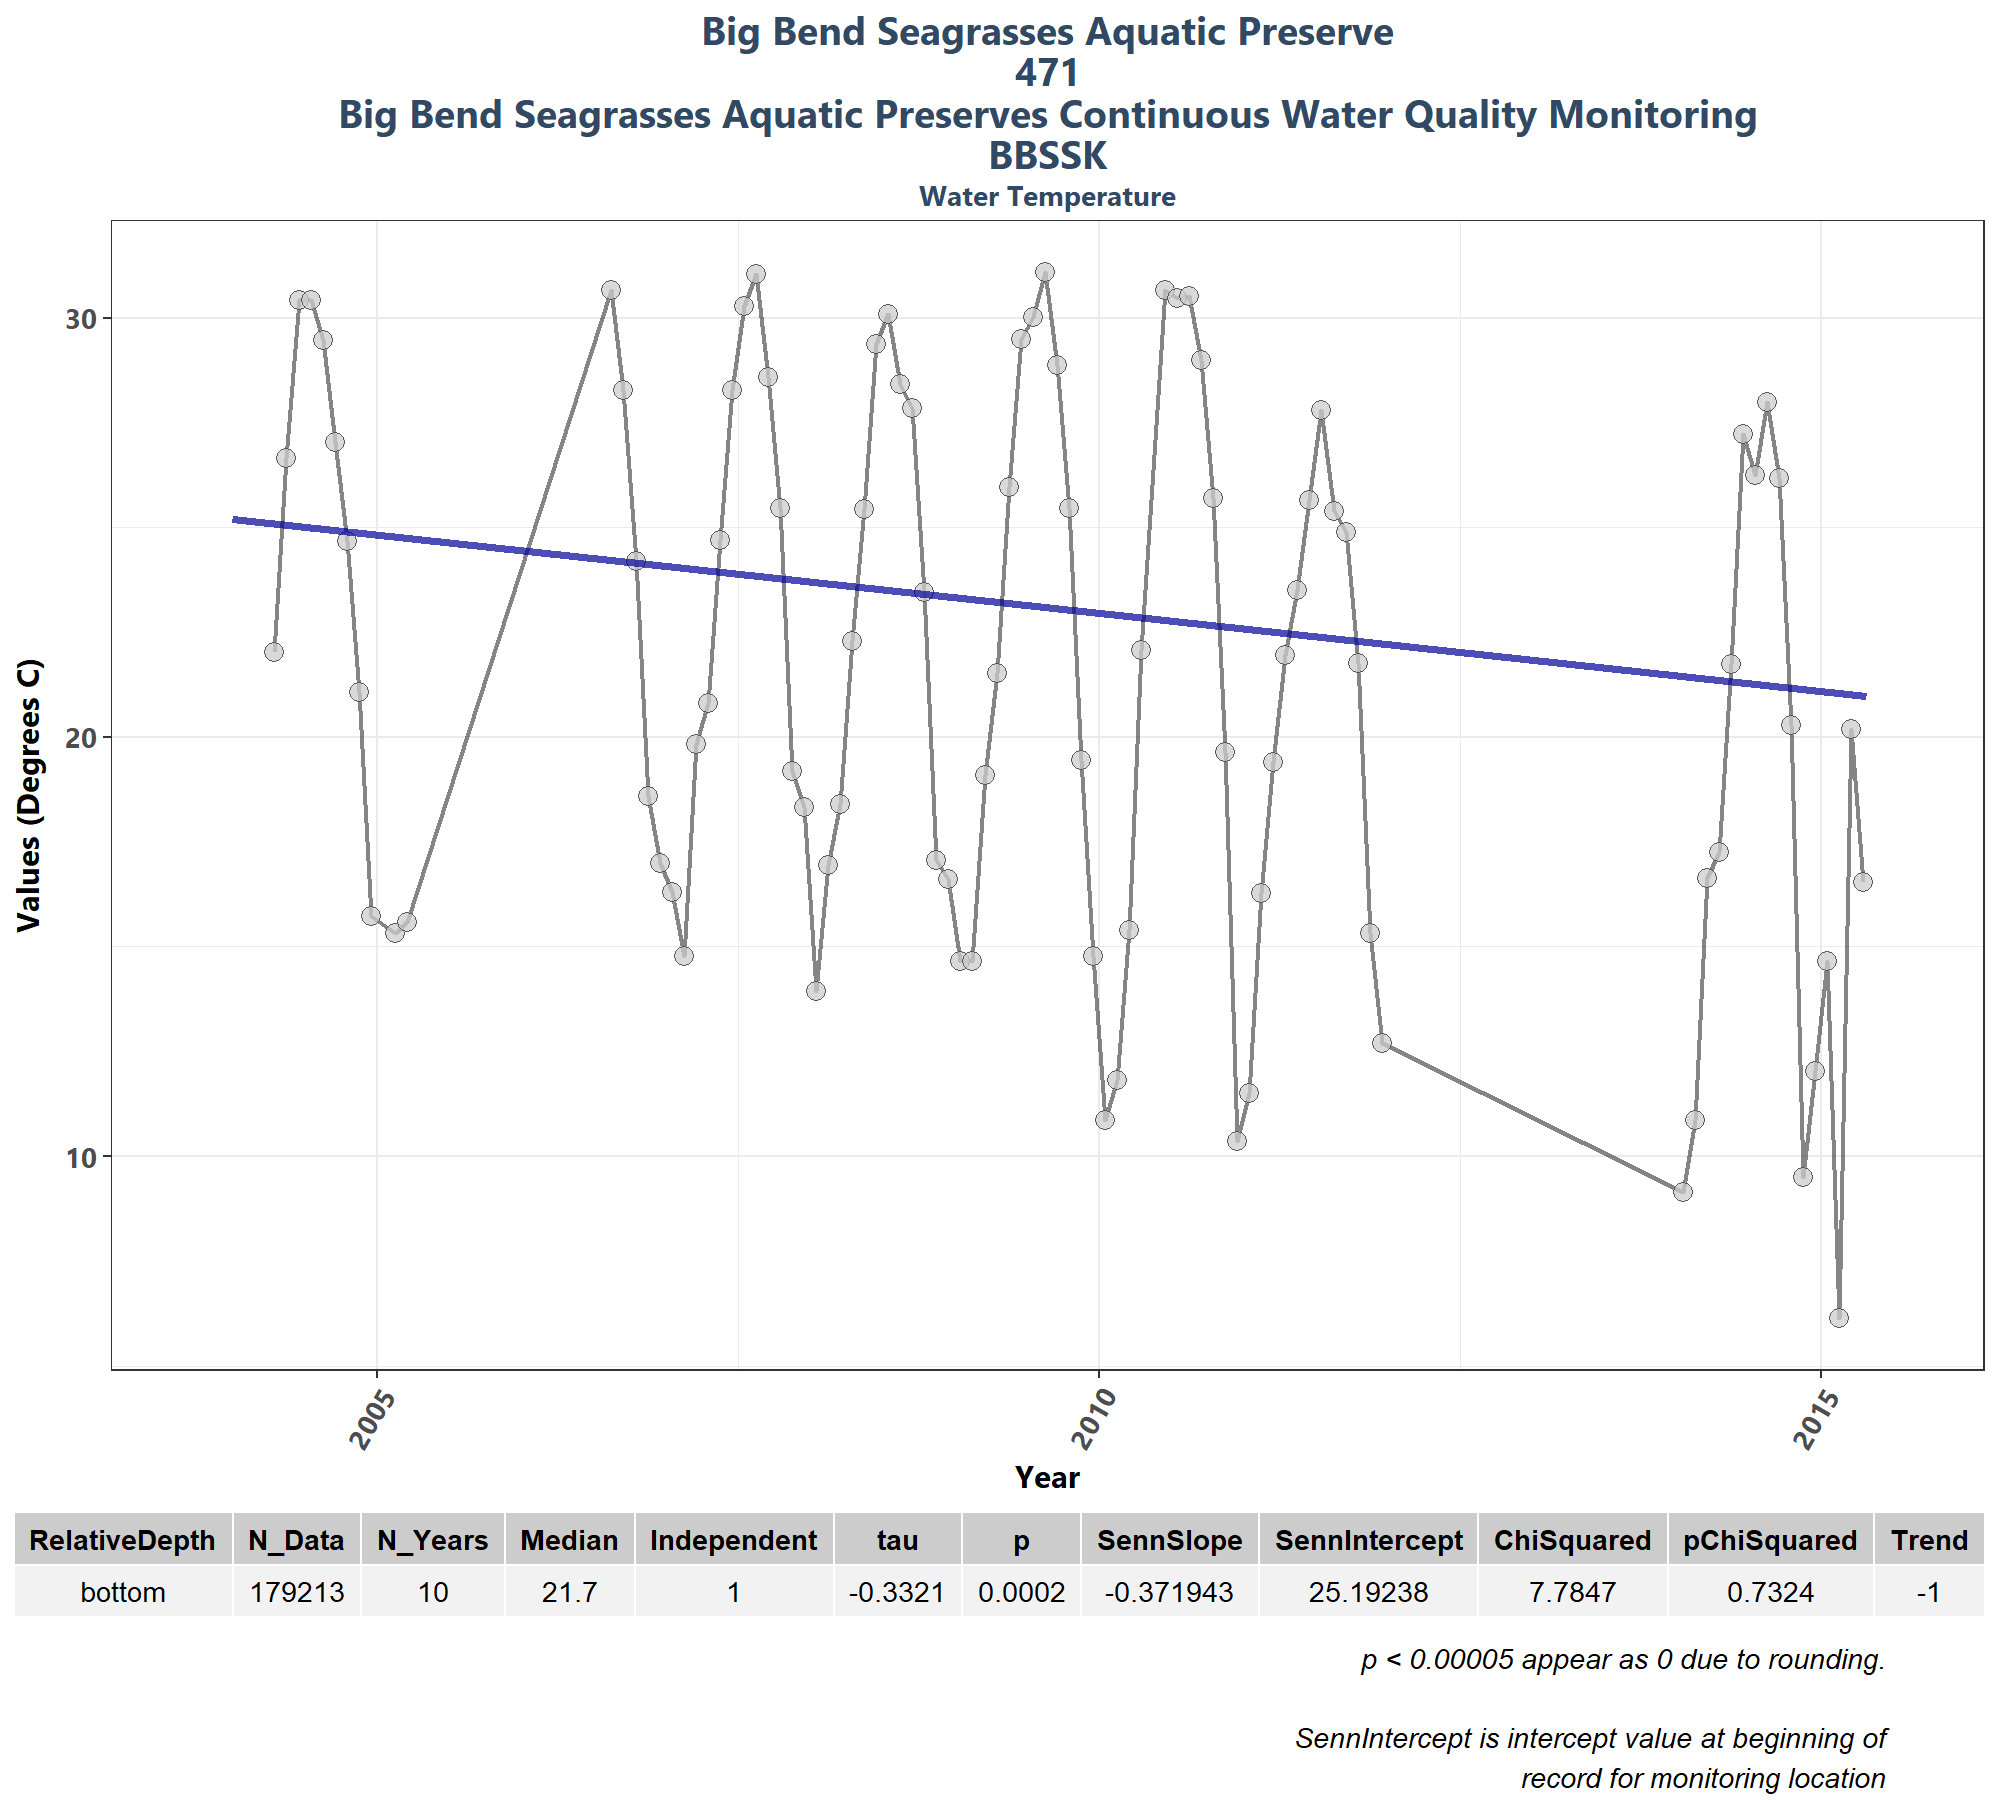 Big Bend Seagrasses Aquatic Preserve
471
Big Bend Seagrasses Aquatic Preserves Continuous Water Quality Monitoring
BBSSK
Water Temperature
30
20
10
Values (Degrees C)
2005
2010
2015
Year
RelativeDepth N_Data N_Years Median Independent tau p SennSlope SennIntercept ChiSquared pChiSquared Trend
bottom 179213 10 21.7 1 -0.3321 0.0002 -0.371943 25.19238 7.7847 0.7324 -1
p < 0.00005 appear as 0 due to rounding.
SennIntercept is intercept value at beginning of
record for monitoring location